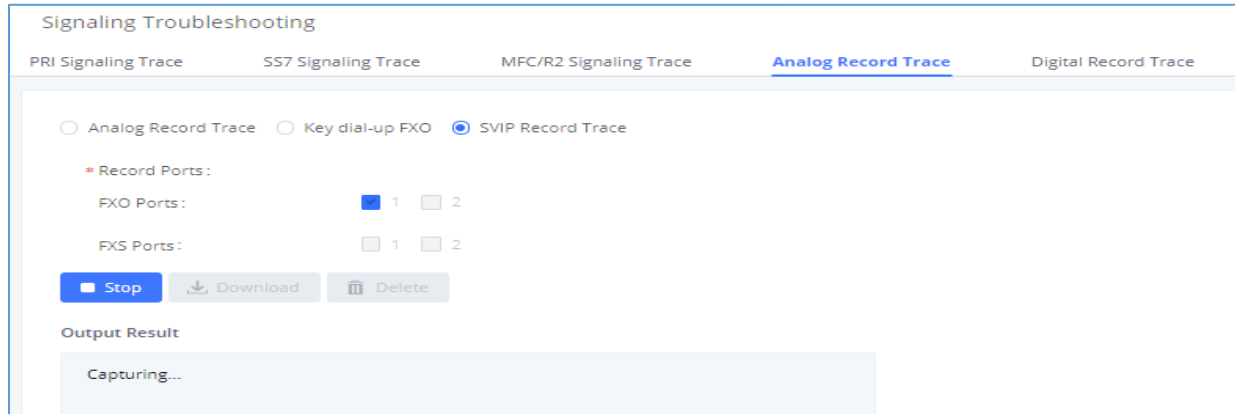 Signaling Troubleshooting
PRI Signaling Trace SS7 Signaling Trace MFC/R2 Signaling Trace Analog Record Trace Digital Record Trace
Analog Record Trace Key dial-up FXO SVIP Record Trace
* Record Ports:
FXO Ports: 1 2
FXS Ports: 1 2
Stop Download Delete
Output Result
Capturing...